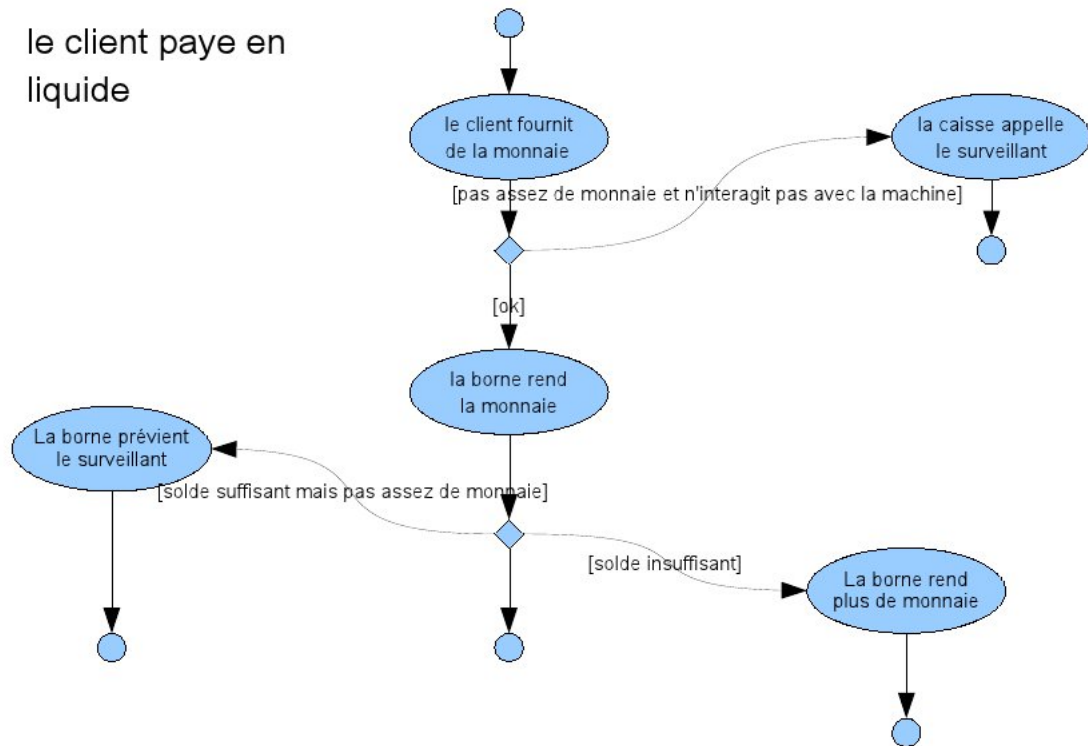 le client paye en
liquide
le client fournit
de la monnaie
la caisse appelle
le surveillant
[pas assez de monnaie et n'interagit pas avec la machine]
[ok]
la borne rend
la monnaie
La borne prévient
le surveillant
[solde suffisant mais pas assez de monnaie]
[solde insuffisant]
La borne rend
plus de monnaie